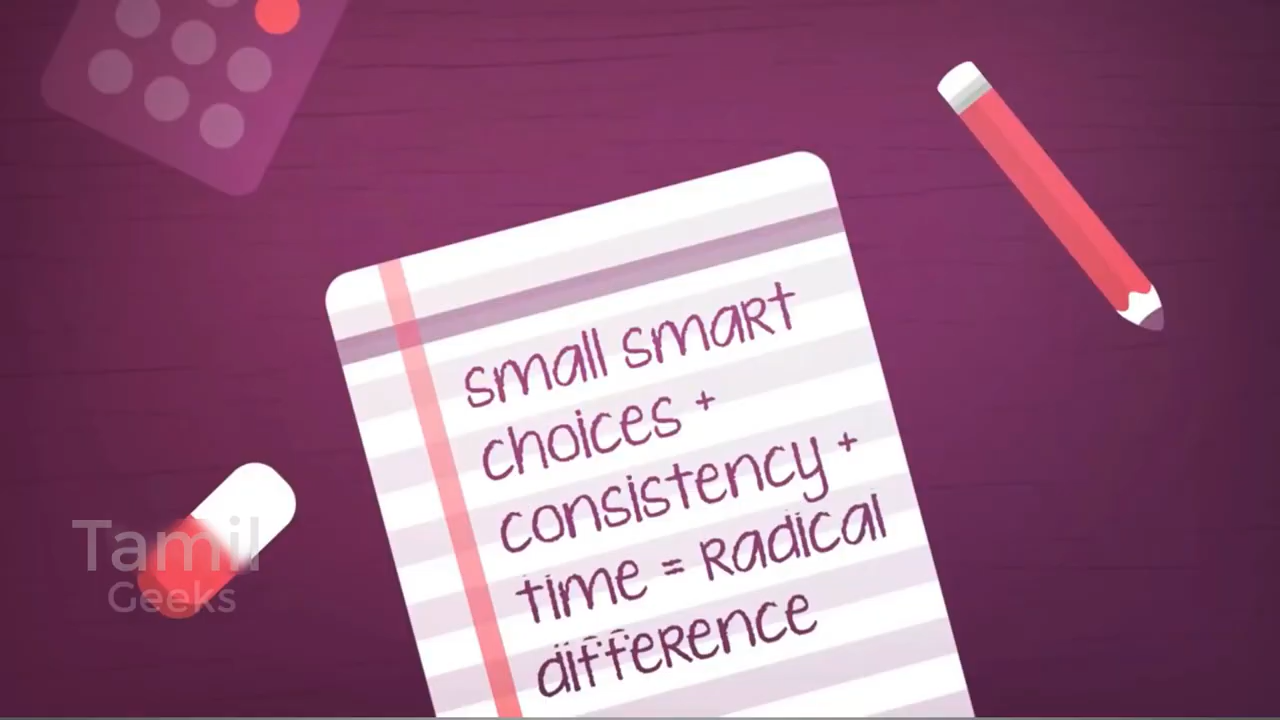 small smart
choices +
consistency +
time = Radical
difference
Tamil
Geeks